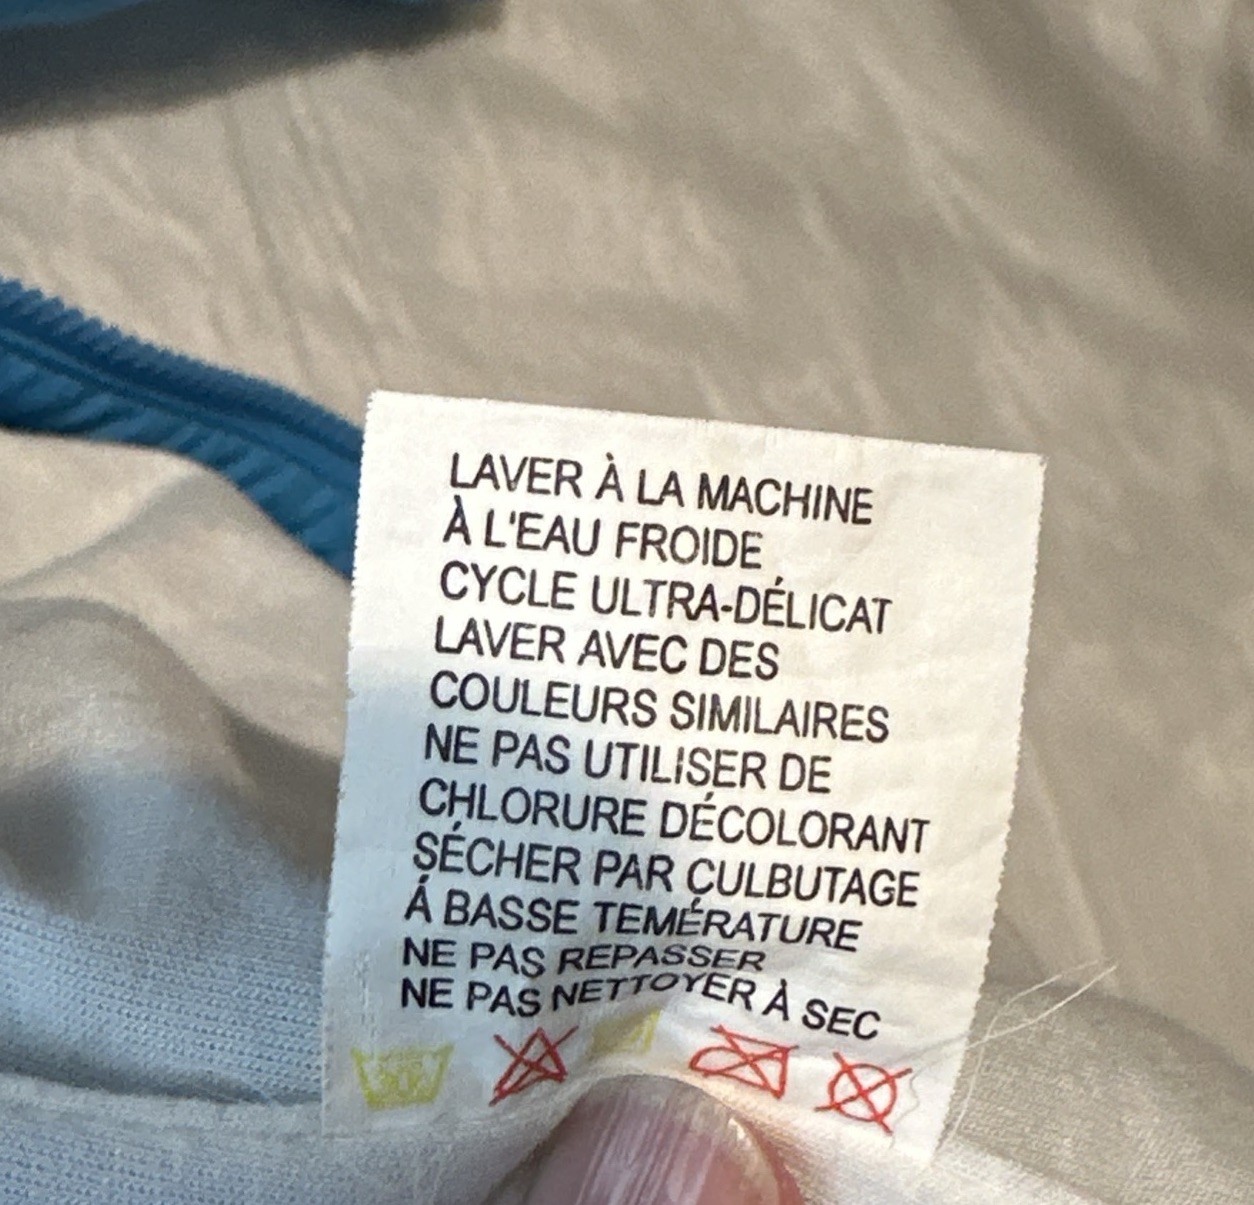 LAVER À LA MACHINE
À L'EAU FROIDE
CYCLE ULTRA-DÉLICAT
LAVER AVEC DES
COULEURS SIMILAIRES
NE PAS UTILISER DE
CHLORURE DÉCOLORANT
SÉCHER PAR CULBUTAGE
Á BASSE TEMÉRATURE
NE PAS REPASSER
NE PAS NETTOYER À SEC
30°